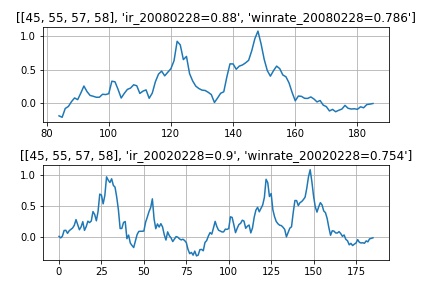 [[45, 55, 57, 58], 'ir_20080228=0.88', 'winrate_20080228=0.786']
1.0
0.5
0.0
80 100 120 140 160 180
[[45, 55, 57, 58], 'ir_20020228=0.9', 'winrate_20020228=0.754']
1.0
0.5
0.0
0 25 50 75 100 125 150 175